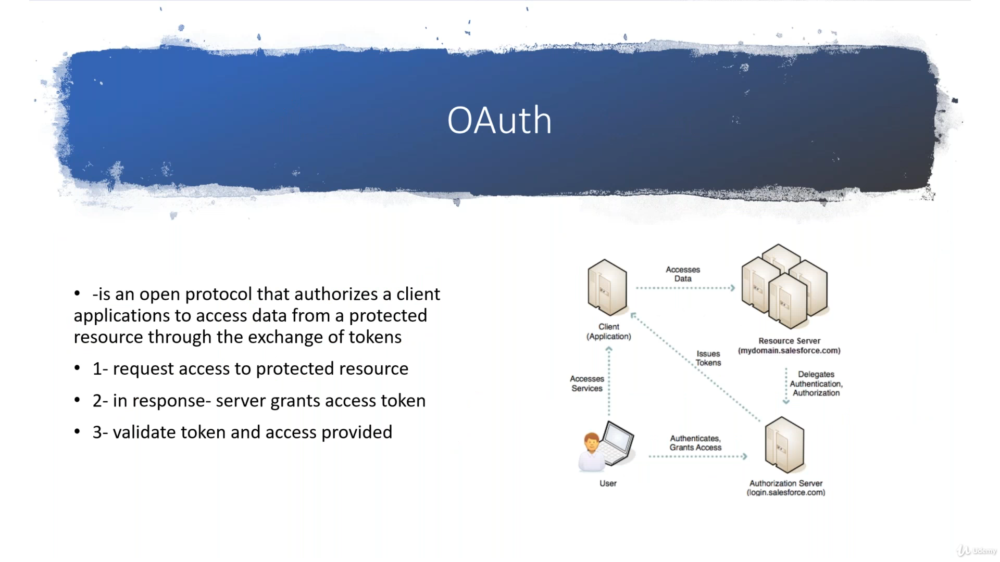 OAuth
• -is an open protocol that authorizes a client
applications to access data from a protected
resource through the exchange of tokens
• 1- request access to protected resource
• 2- in response- server grants access token
• 3- validate token and access provided
Accesses
Data
Client
(Application)
Resource Server
(mydomain.salesforce.com)
Issues
Tokens
Accesses
Services
Delegates
Authentication,
Authorization
Authenticates,
Grants Access
User
Authorization Server
(login.salesforce.com)
Udemy